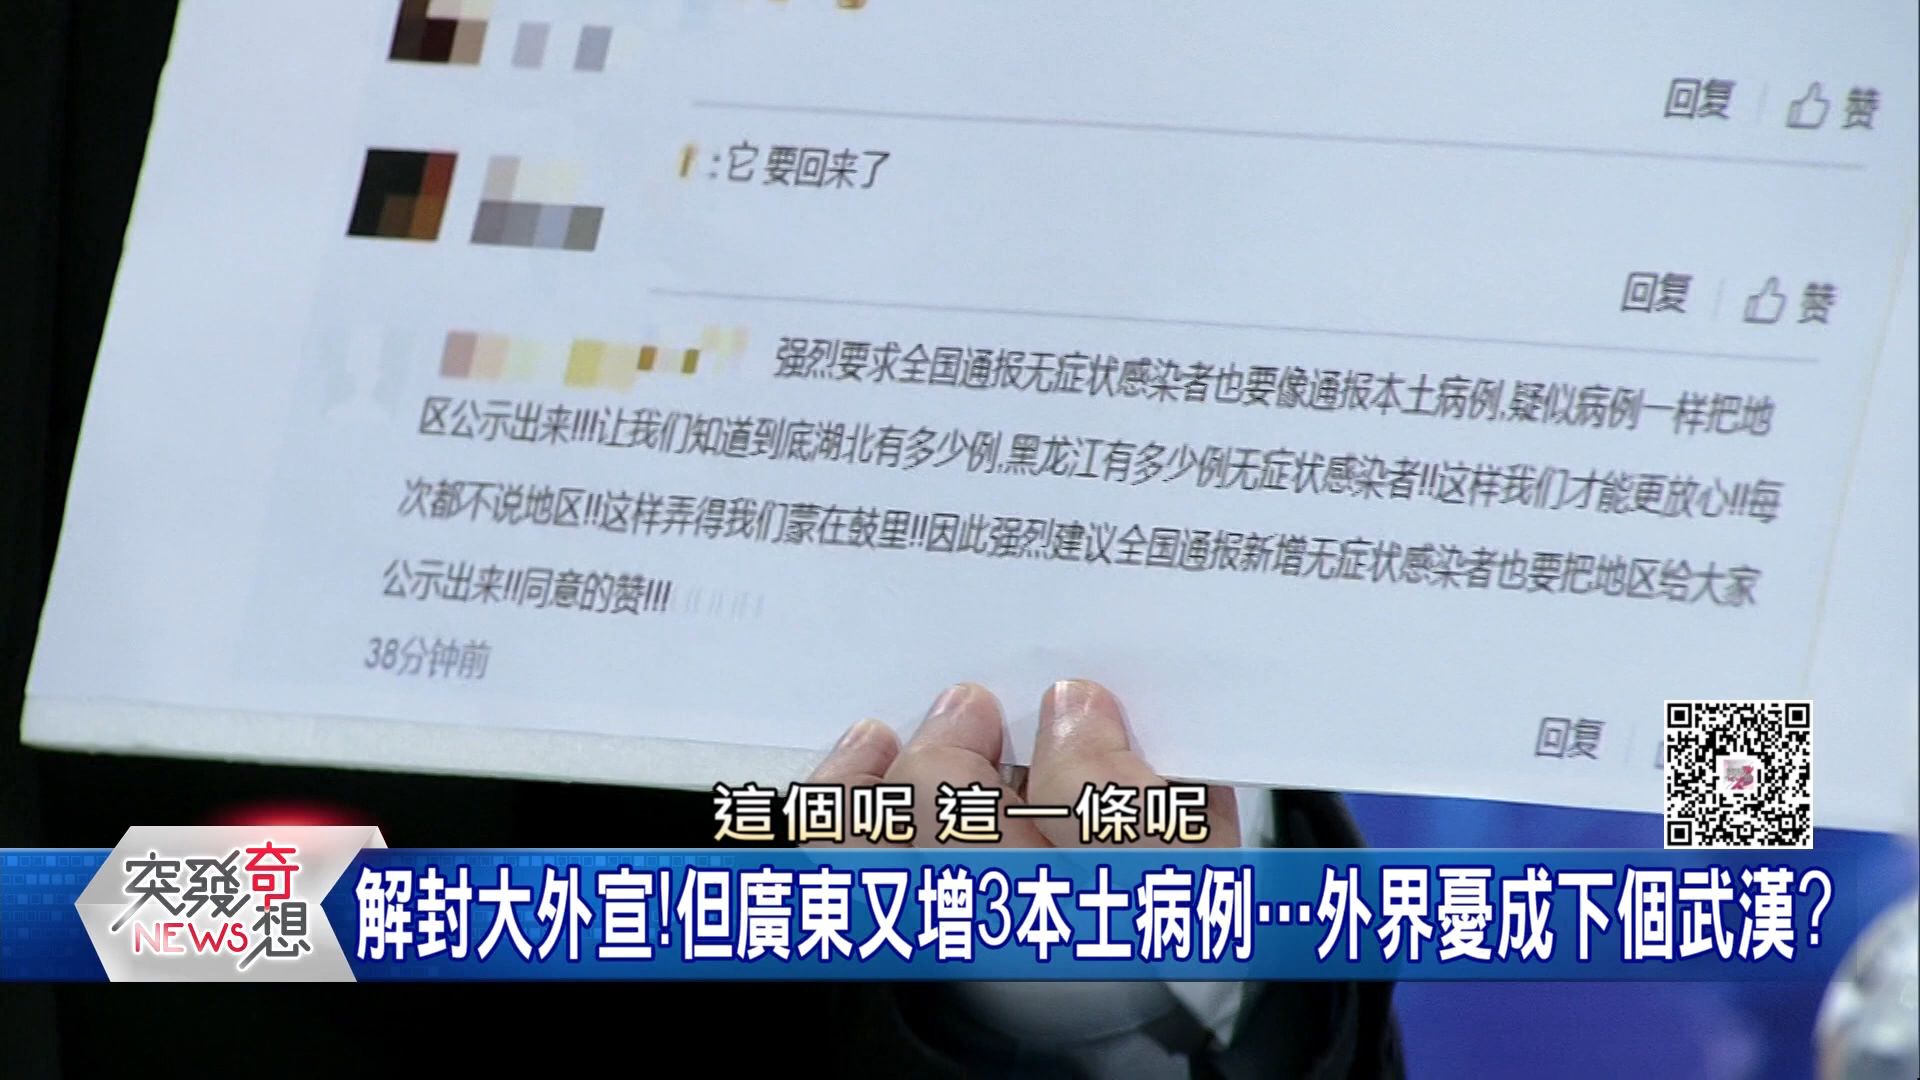 回复 赞
:它 要回来了
回复 赞
强烈要求全国通报无症状感染者也要像通报本土病例,疑似病例一样把地
区公示出来!!!!让我们知道到底湖北有多少例,黑龙江有多少例无症状感染者!!这样我们才能更放心!!!每
次都不说地区!!这样弄得我们蒙在鼓里!!因此强烈建议全国通报新增无症状感染者也要把地区给大家
公示出来!!同意的赞!!!
38分钟前
回复
這個呢 這一條呢
突發奇想
NEWS
解封大外宣!但廣東又增3本土病例…外界憂成下個武漢?